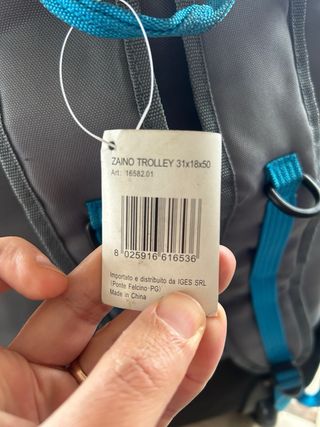 ZAINO TROLLEY 31x18x50
Art: 16582.01
8 025916 616536
Importato e distribuito da IGES SRL
(Ponte Felcino-PG)
Made in China